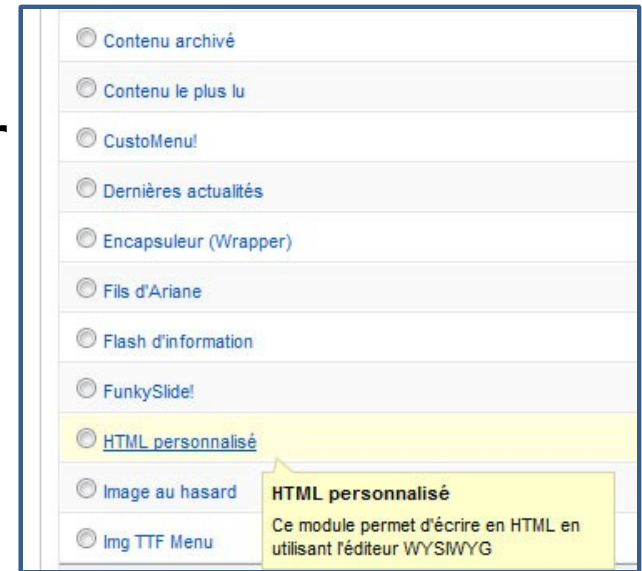 Contenu archivé
Contenu le plus lu
CustoMenu!
Dernières actualités
Encapsuleur (Wrapper)
Fils d'Ariane
Flash d'information
FunkySlide!
HTML personnalisé
Image au hasard
Img TTF Menu
HTML personnalisé
Ce module permet d'écrire en HTML en
utilisant l'éditeur WYSIWYG